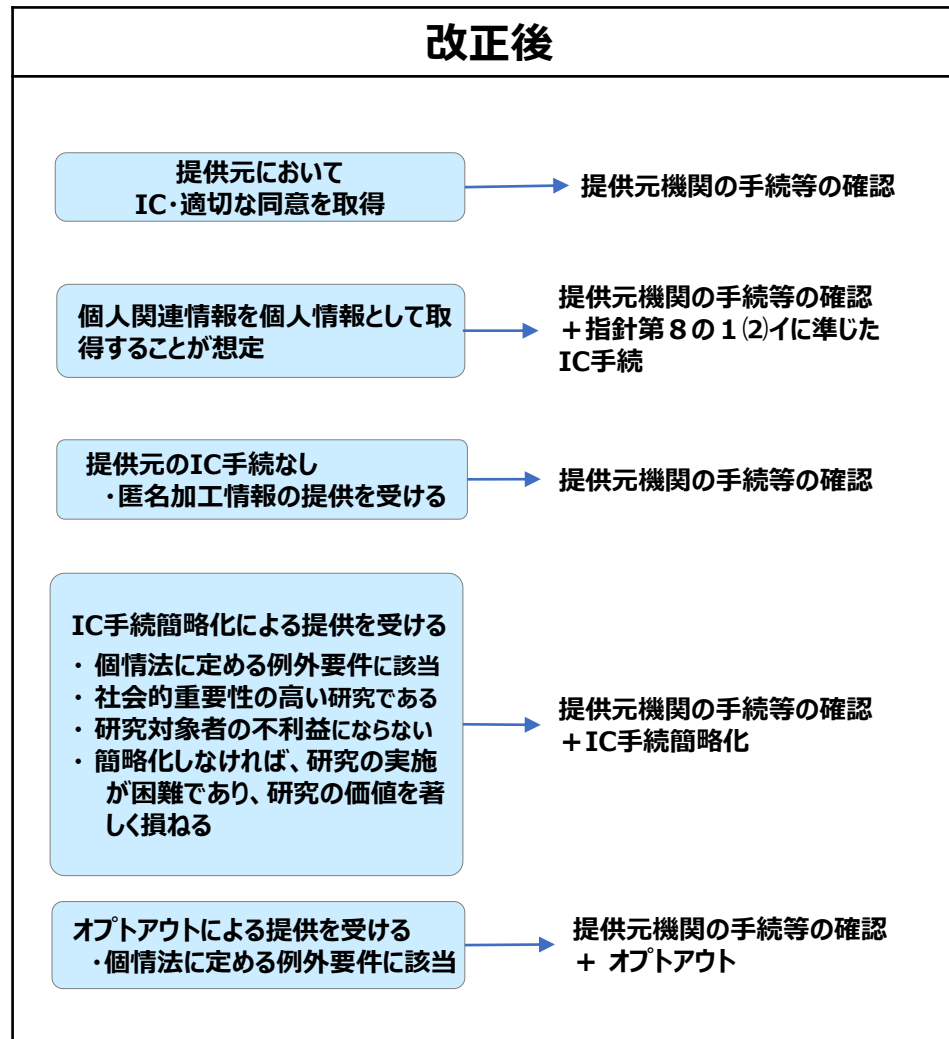 改正後
提供元において
IC・適切な同意を取得
提供元機関の手続等の確認
個人関連情報を個人情報として取
得することが想定
提供元機関の手続等の確認
＋指針第８の１⑵イに準じた
IC手続
提供元のIC手続なし
・匿名加工情報の提供を受ける
提供元機関の手続等の確認
IC手続簡略化による提供を受ける
・ 個情法に定める例外要件に該当
・ 社会的重要性の高い研究である
・ 研究対象者の不利益にならない
・ 簡略化しなければ、研究の実施
が困難であり、研究の価値を著
しく損ねる
提供元機関の手続等の確認
＋IC手続簡略化
オプトアウトによる提供を受ける
・個情法に定める例外要件に該当
提供元機関の手続等の確認
＋ オプトアウト